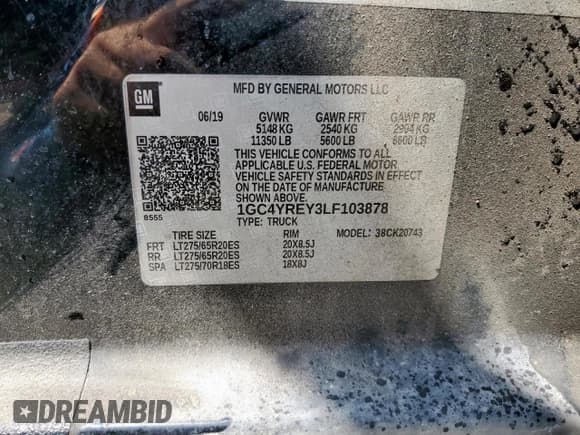 GM
MFD BY GENERAL MOTORS LLC
06/19 GVWR GAWR FRT GAWR RR
5148 KG 2540 KG 2994 KG
11350 LB 5600 LB 6600 LB
THIS VEHICLE CONFORMS TO ALL
APPLICABLE U.S. FEDERAL MOTOR
VEHICLE SAFETY STANDARDS IN EFFECT
ON THE DATE OF MANUFACTURE
SHOWN ABOVE.
8555
1GC4YREY3LF103878
TYPE: TRUCK
TIRE SIZE RIM MODEL: 38CK20743
FRT LT275/65R20ES 20X8.5J
RR LT275/65R20ES 20X8.5J
SPA LT275/70R18ES 18X8J
DREAMBID